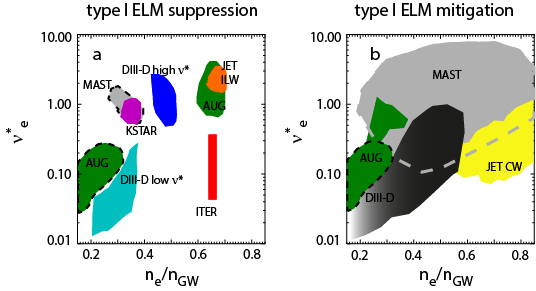 type I ELM suppression
type I ELM mitigation
10.00
1.00
0.10
0.01
ν*e
a
MAST
DIII-D high ν*
JET
ILW
AUG
KSTAR
AUG
DIII-D low ν*
ITER
0.2 0.4 0.6 0.8
ne/nGW
10.00
1.00
0.10
0.01
ν*e
b
MAST
AUG
JET CW
DIII-D
0.2 0.4 0.6 0.8
ne/nGW